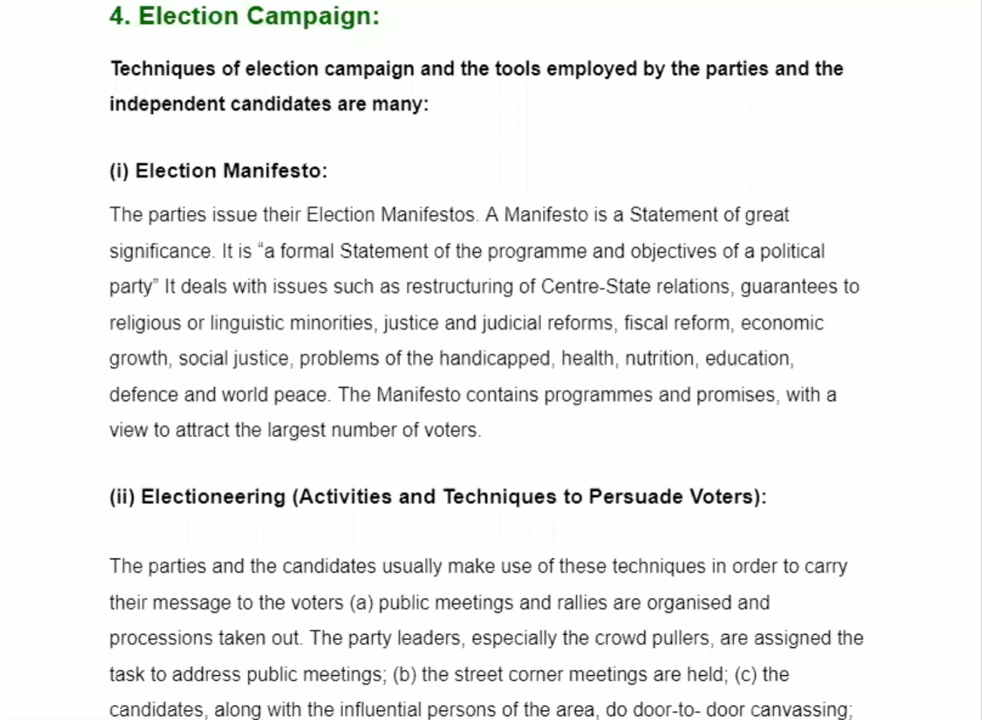 4. Election Campaign:
Techniques of election campaign and the tools employed by the parties and the
independent candidates are many:
(i) Election Manifesto:
The parties issue their Election Manifestos. A Manifesto is a Statement of great
significance. It is “a formal Statement of the programme and objectives of a political
party” It deals with issues such as restructuring of Centre-State relations, guarantees to
religious or linguistic minorities, justice and judicial reforms, fiscal reform, economic
growth, social justice, problems of the handicapped, health, nutrition, education,
defence and world peace. The Manifesto contains programmes and promises, with a
view to attract the largest number of voters.
(ii) Electioneering (Activities and Techniques to Persuade Voters):
The parties and the candidates usually make use of these techniques in order to carry
their message to the voters (a) public meetings and rallies are organised and
processions taken out. The party leaders, especially the crowd pullers, are assigned the
task to address public meetings; (b) the street corner meetings are held; (c) the
candidates, along with the influential persons of the area, do door-to- door canvassing;